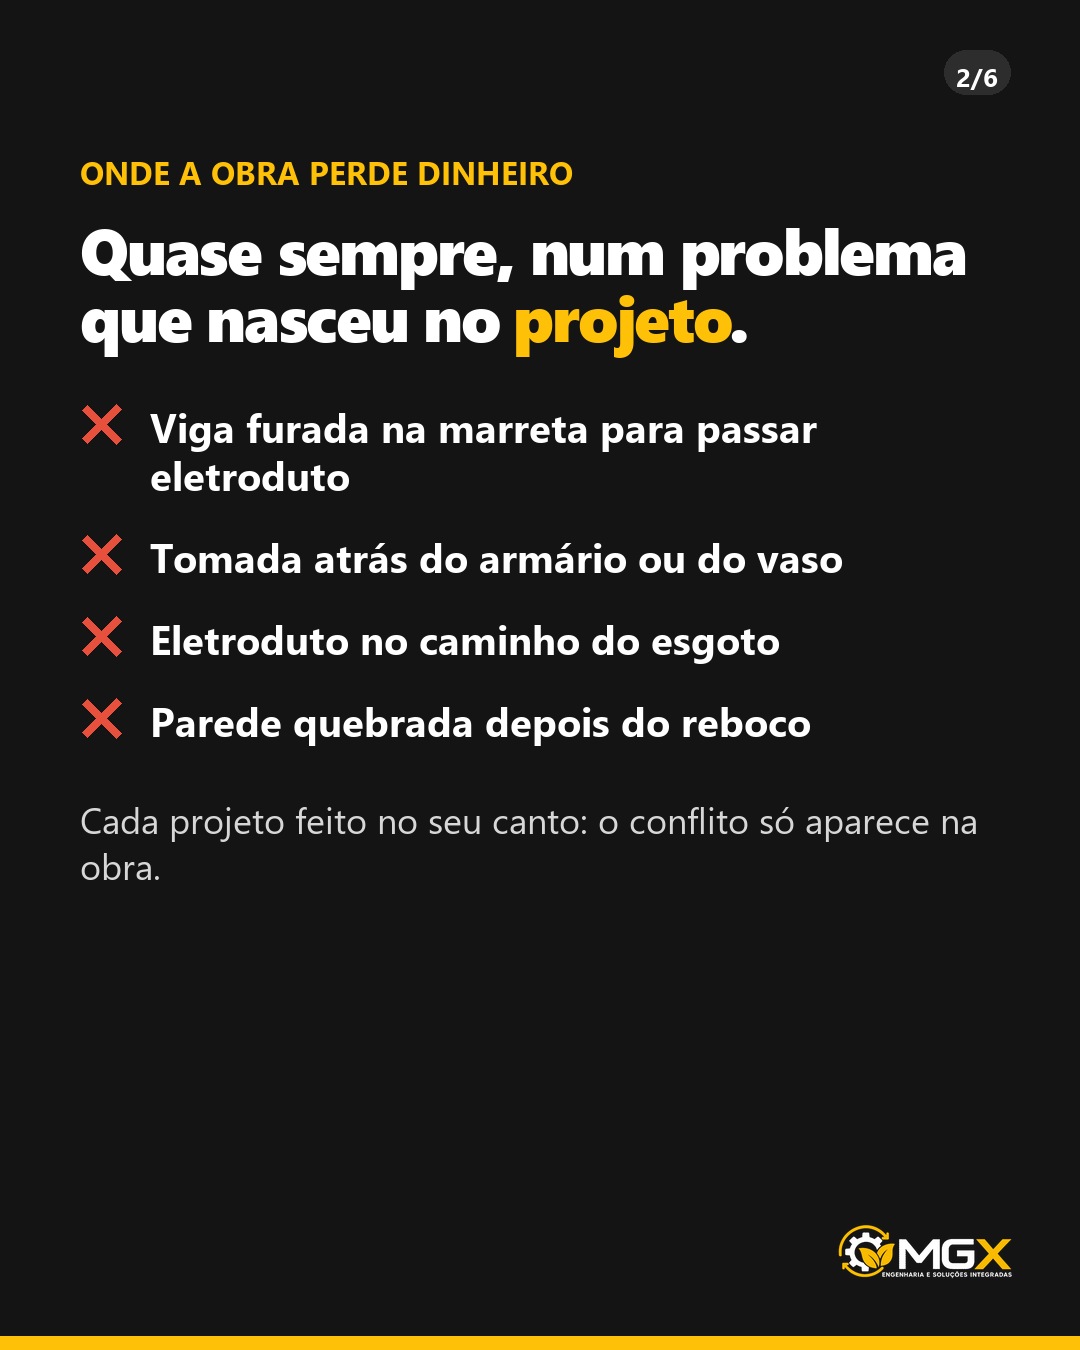 2/6
ONDE A OBRA PERDE DINHEIRO
Quase sempre, num problema
que nasceu no projeto.
Viga furada na marreta para passar
eletroduto
Tomada atrás do armário ou do vaso
Eletroduto no caminho do esgoto
Parede quebrada depois do reboco
Cada projeto feito no seu canto: o conflito só aparece na
obra.
MGX
ENGENHARIA E SOLUÇÕES INTEGRADAS